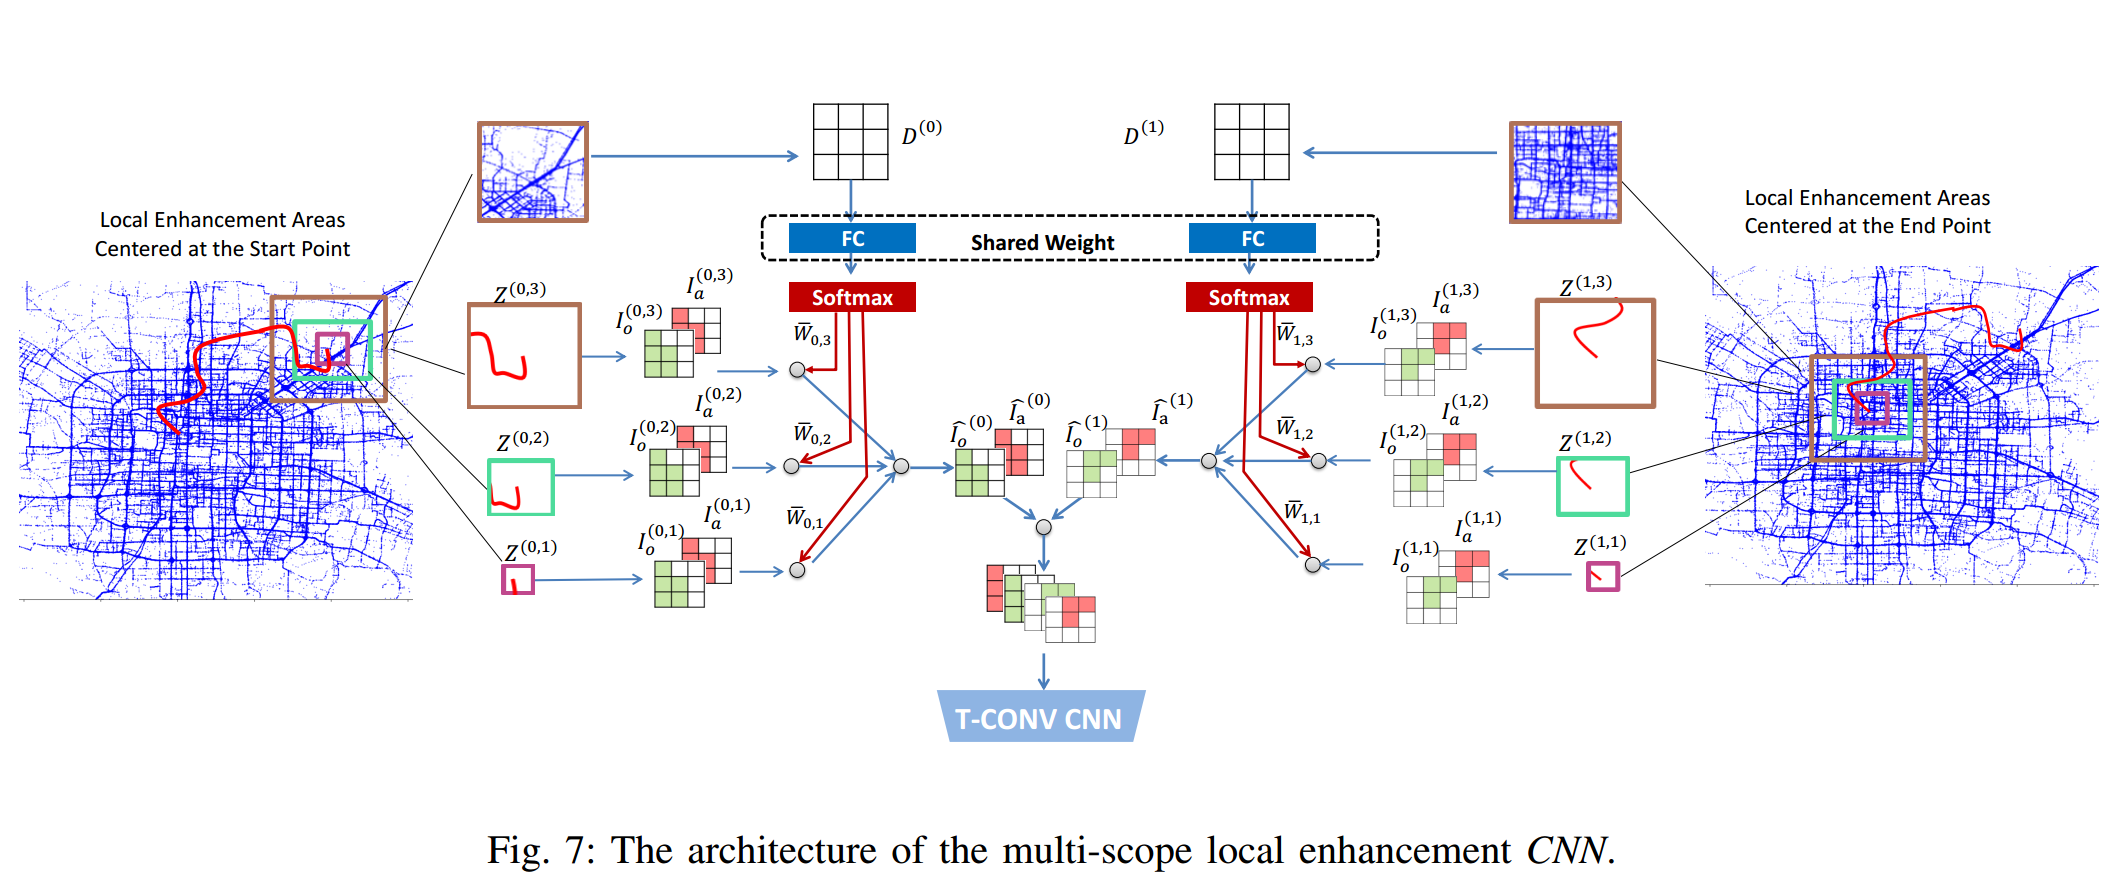 D^(0)
D^(1)
Local Enhancement Areas
Centered at the Start Point
Local Enhancement Areas
Centered at the End Point
FC
Shared Weight
FC
Softmax
Softmax
Z^(0,3)
I_o^(0,3)
I_a^(0,3)
W̅_0,3
W̅_1,3
I_o^(1,3)
I_a^(1,3)
Z^(1,3)
Z^(0,2)
I_o^(0,2)
I_a^(0,2)
W̅_0,2
Î_o^(0)
Î_a^(0)
Î_o^(1)
Î_a^(1)
W̅_1,2
I_o^(1,2)
I_a^(1,2)
Z^(1,2)
Z^(0,1)
I_o^(0,1)
I_a^(0,1)
W̅_0,1
W̅_1,1
I_o^(1,1)
I_a^(1,1)
Z^(1,1)
T-CONV CNN
Fig. 7: The architecture of the multi-scope local enhancement CNN.